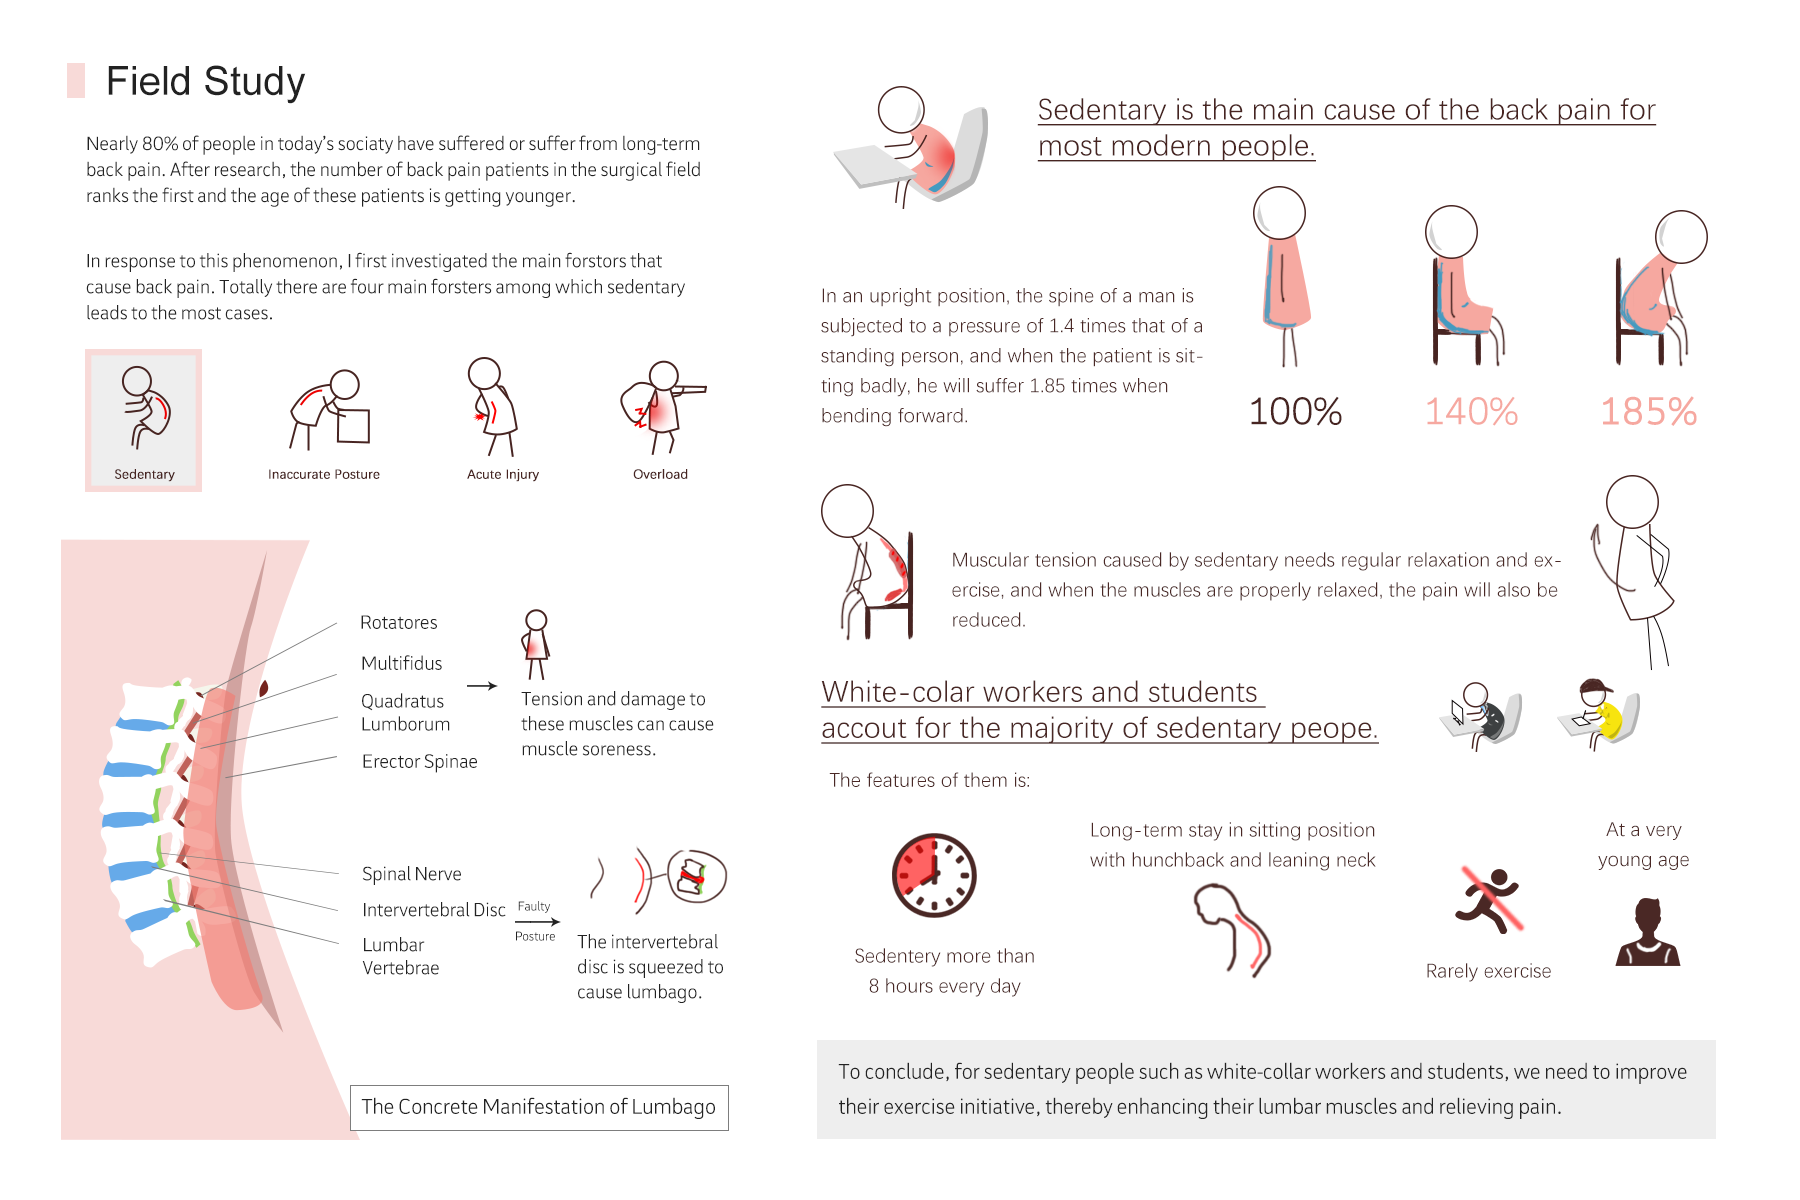 Field Study
Nearly 80% of people in today's sociaty have suffered or suffer from long-term
back pain. After research, the number of back pain patients in the surgical field
ranks the first and the age of these patients is getting younger.
In response to this phenomenon, I first investigated the main forstors that
cause back pain. Totally there are four main forsters among which sedentary
leads to the most cases.
Sedentary
Inaccurate Posture
Acute Injury
Overload
Rotatores
Multifidus
Quadratus
Lumborum
Erector Spinae
Tension and damage to
these muscles can cause
muscle soreness.
Spinal Nerve
Intervertebral Disc
Lumbar
Vertebrae
Faulty
Posture
The intervertebral
disc is squeezed to
cause lumbago.
The Concrete Manifestation of Lumbago
Sedentary is the main cause of the back pain for
most modern people.
In an upright position, the spine of a man is
subjected to a pressure of 1.4 times that of a
standing person, and when the patient is sit-
ting badly, he will suffer 1.85 times when
bending forward.
100%
140%
185%
Muscular tension caused by sedentary needs regular relaxation and ex-
ercise, and when the muscles are properly relaxed, the pain will also be
reduced.
White-colar workers and students
accout for the majority of sedentary peope.
The features of them is:
Sedentery more than
8 hours every day
Long-term stay in sitting position
with hunchback and leaning neck
Rarely exercise
At a very
young age
To conclude, for sedentary people such as white-collar workers and students, we need to improve
their exercise initiative, thereby enhancing their lumbar muscles and relieving pain.